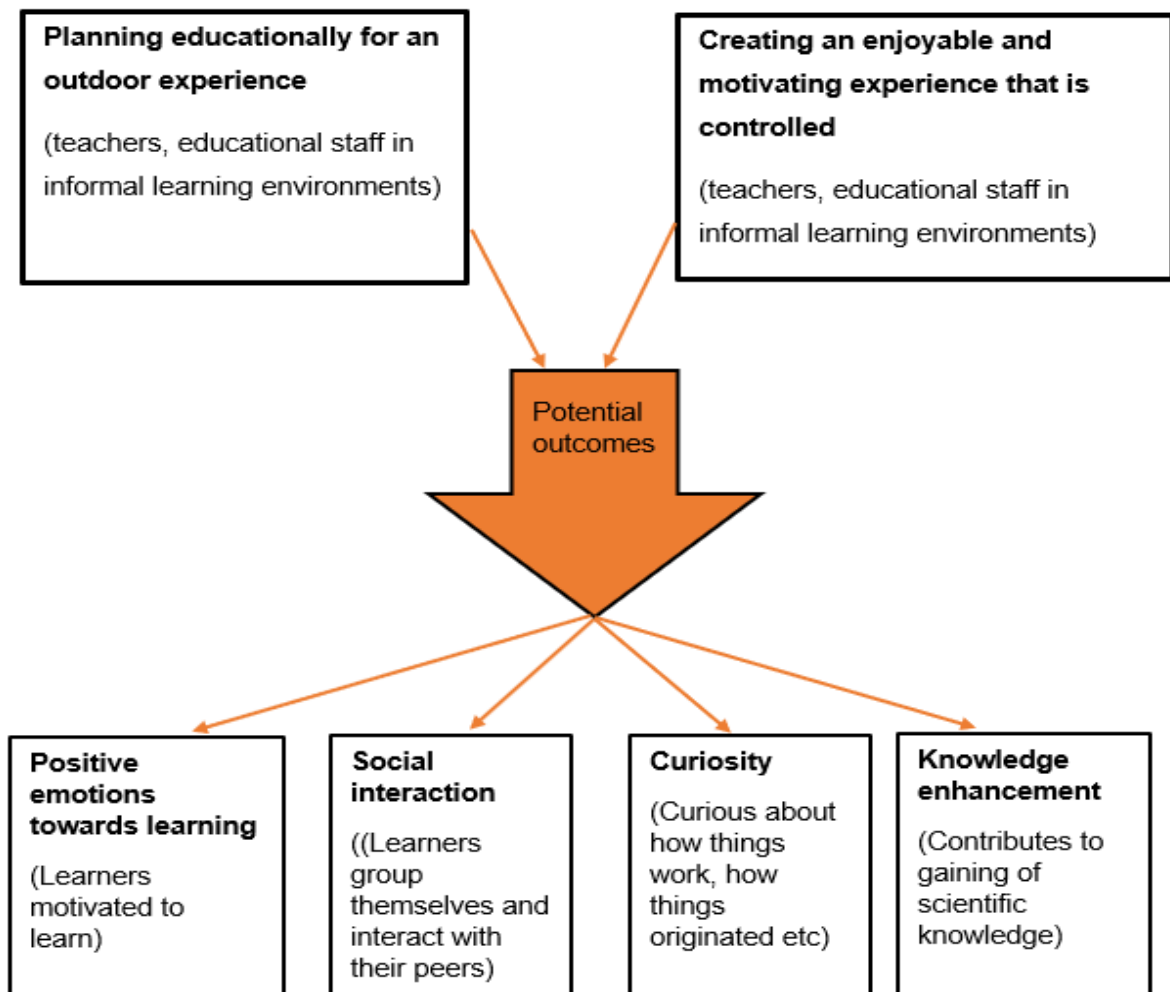 Planning educationally for an
outdoor experience
(teachers, educational staff in
informal learning environments)
Creating an enjoyable and
motivating experience that is
controlled
(teachers, educational staff in
informal learning environments)
Potential
outcomes
Positive
emotions
towards learning
(Learners
motivated to
learn)
Social
interaction
((Learners
group
themselves and
interact with
their peers)
Curiosity
(Curious about
how things
work, how
things
originated etc)
Knowledge
enhancement
(Contributes to
gaining of
scientific
knowledge)